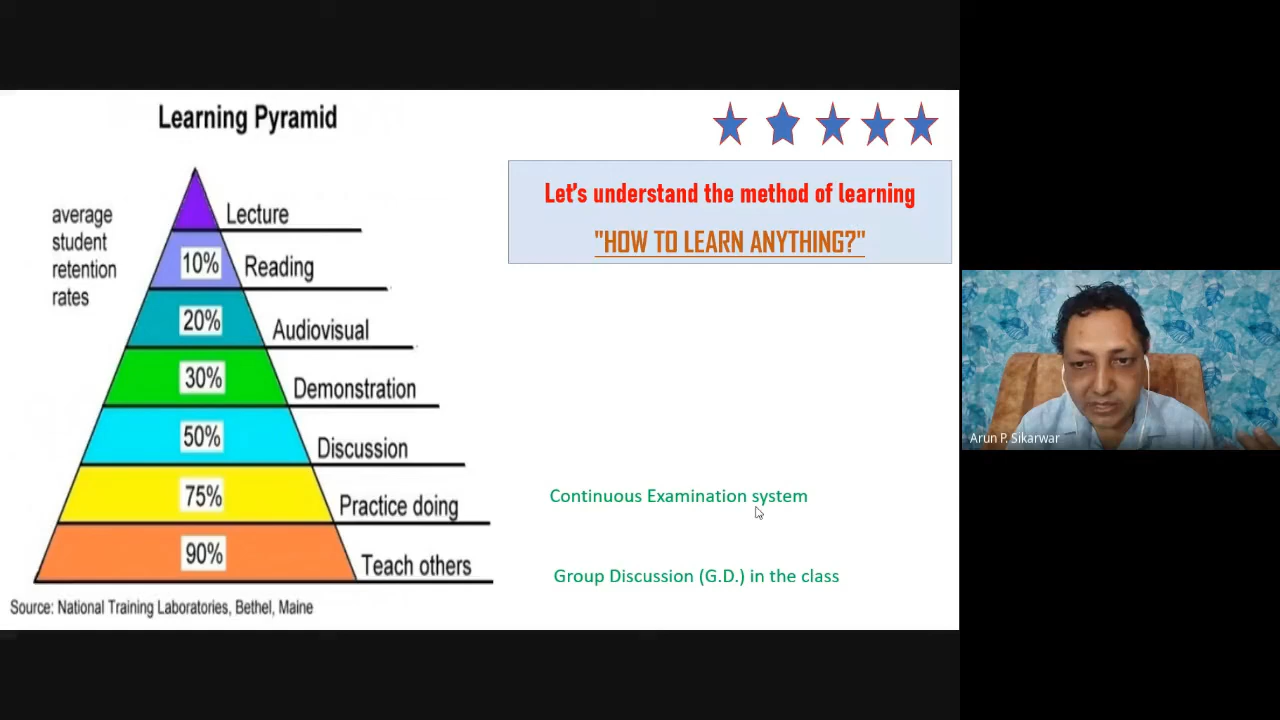 Learning Pyramid
average
student
retention
rates
Lecture
10%
Reading
20%
Audiovisual
30%
Demonstration
50%
Discussion
75%
Practice doing
90%
Teach others
Source: National Training Laboratories, Bethel, Maine
Let's understand the method of learning
"HOW TO LEARN ANYTHING?"
Continuous Examination system
Group Discussion (G.D.) in the class
Arun P. Sikarwar